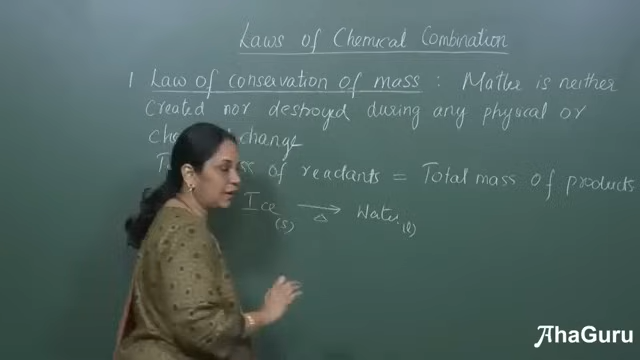 Laws of Chemical Combination
1 Law of conservation of mass : Matter is neither
Created nor destroyed during any physical or
change
of reactants = Total mass of products
Ice (s) ⟶ Δ Water (l)
AhaGuru